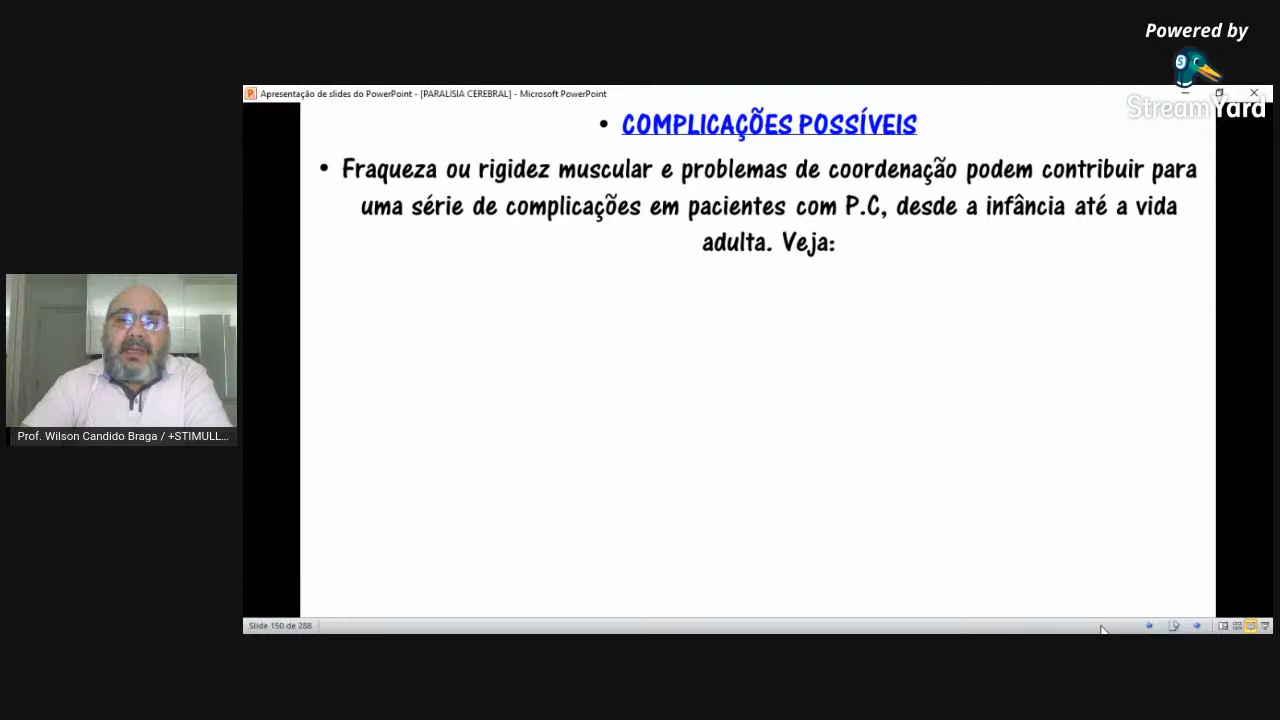 Powered by
StreamYard
Apresentação de slides do PowerPoint - [PARALISIA CEREBRAL] - Microsoft PowerPoint
• COMPLICAÇÕES POSSÍVEIS
• Fraqueza ou rigidez muscular e problemas de coordenação podem contribuir para
uma série de complicações em pacientes com P.C, desde a infância até a vida
adulta. Veja:
Prof. Wilson Candido Braga / +STIMULL...
Slide 150 de 288